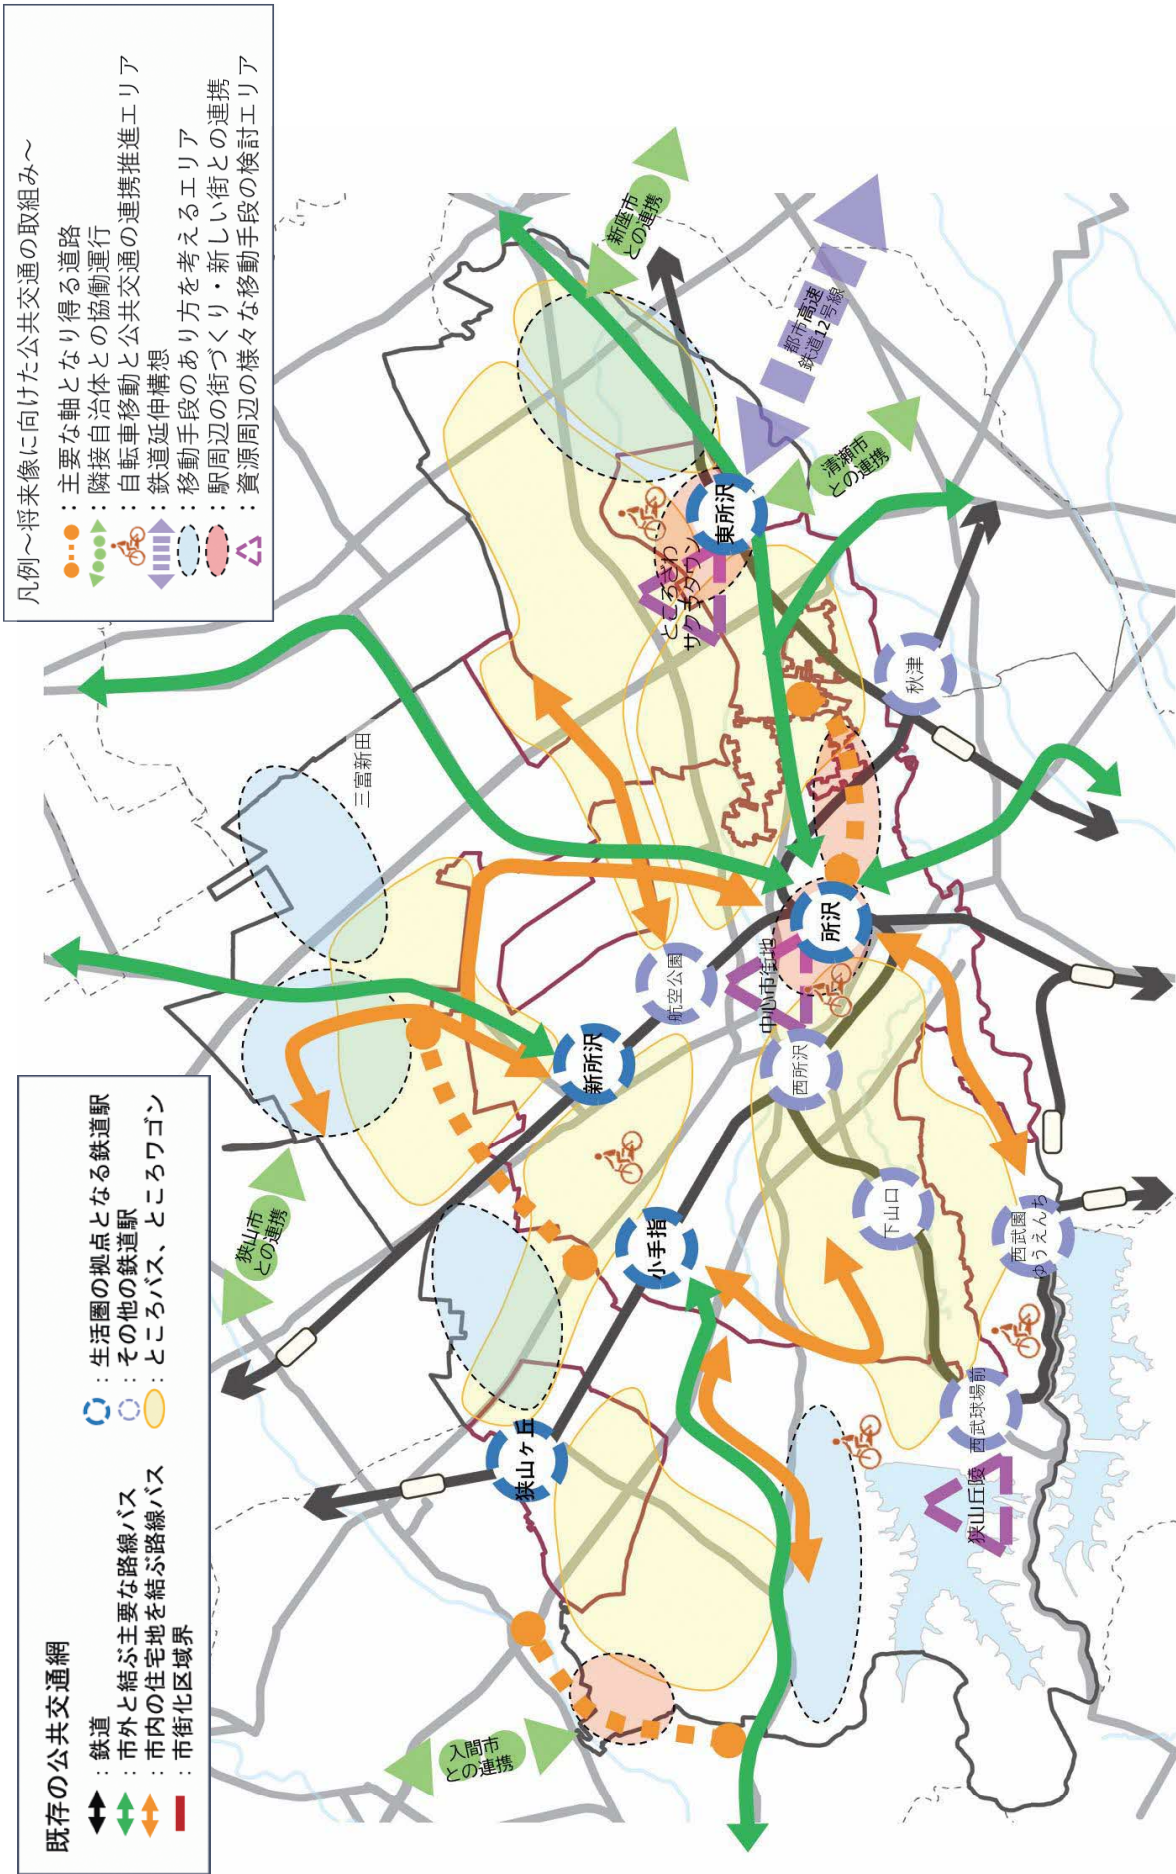 凡例～将来像に向けた公共交通の取組み～
：主要な軸となり得る道路
：隣接自治体との協働運行
：自転車移動と公共交通の連携推進エリア
：鉄道延伸構想
：移動手段のあり方を考えるエリア
：駅周辺の街づくり・新しい街との連携
：資源周辺の様々な移動手段の検討エリア
既存の公共交通網
：鉄道
：市外と結ぶ主要な路線バス
：市内の住宅地を結ぶ路線バス
：市街化区域界
：生活圏の拠点となる鉄道駅
：その他の鉄道駅
：ところバス、ところワゴン
入間市
との連携
狭山市
との連携
狭山ヶ丘
小手指
新所沢
航空公園
三富新田
狭山丘陵
西武球場前
西武園
ゆうえんち
下山口
西所沢
中心市街地
所沢
秋津
ところざわ
サクラタウン
東所沢
清瀬市
との連携
都市高速
鉄道12号線
新座市
との連携